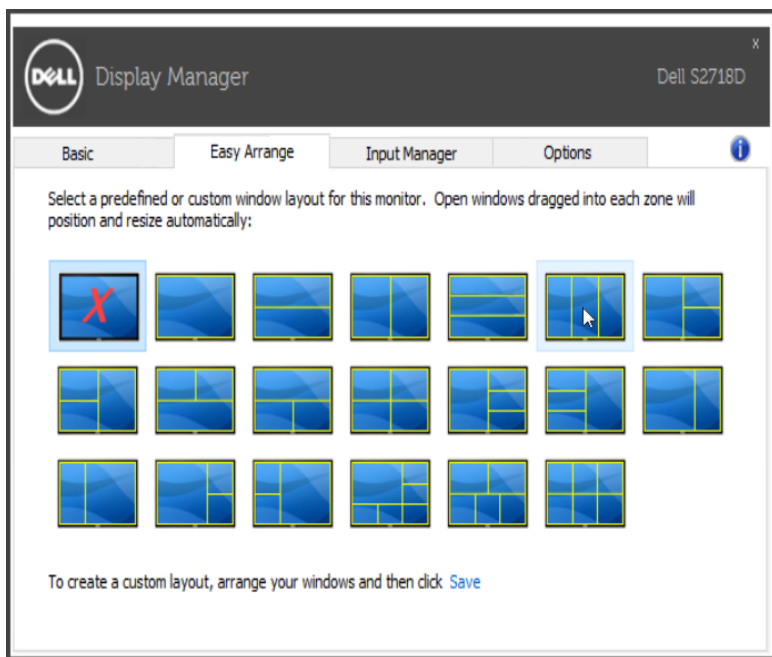 x
DELL Display Manager Dell S2718D
Basic Easy Arrange Input Manager Options
Select a predefined or custom window layout for this monitor. Open windows dragged into each zone will
position and resize automatically:
X
To create a custom layout, arrange your windows and then click Save